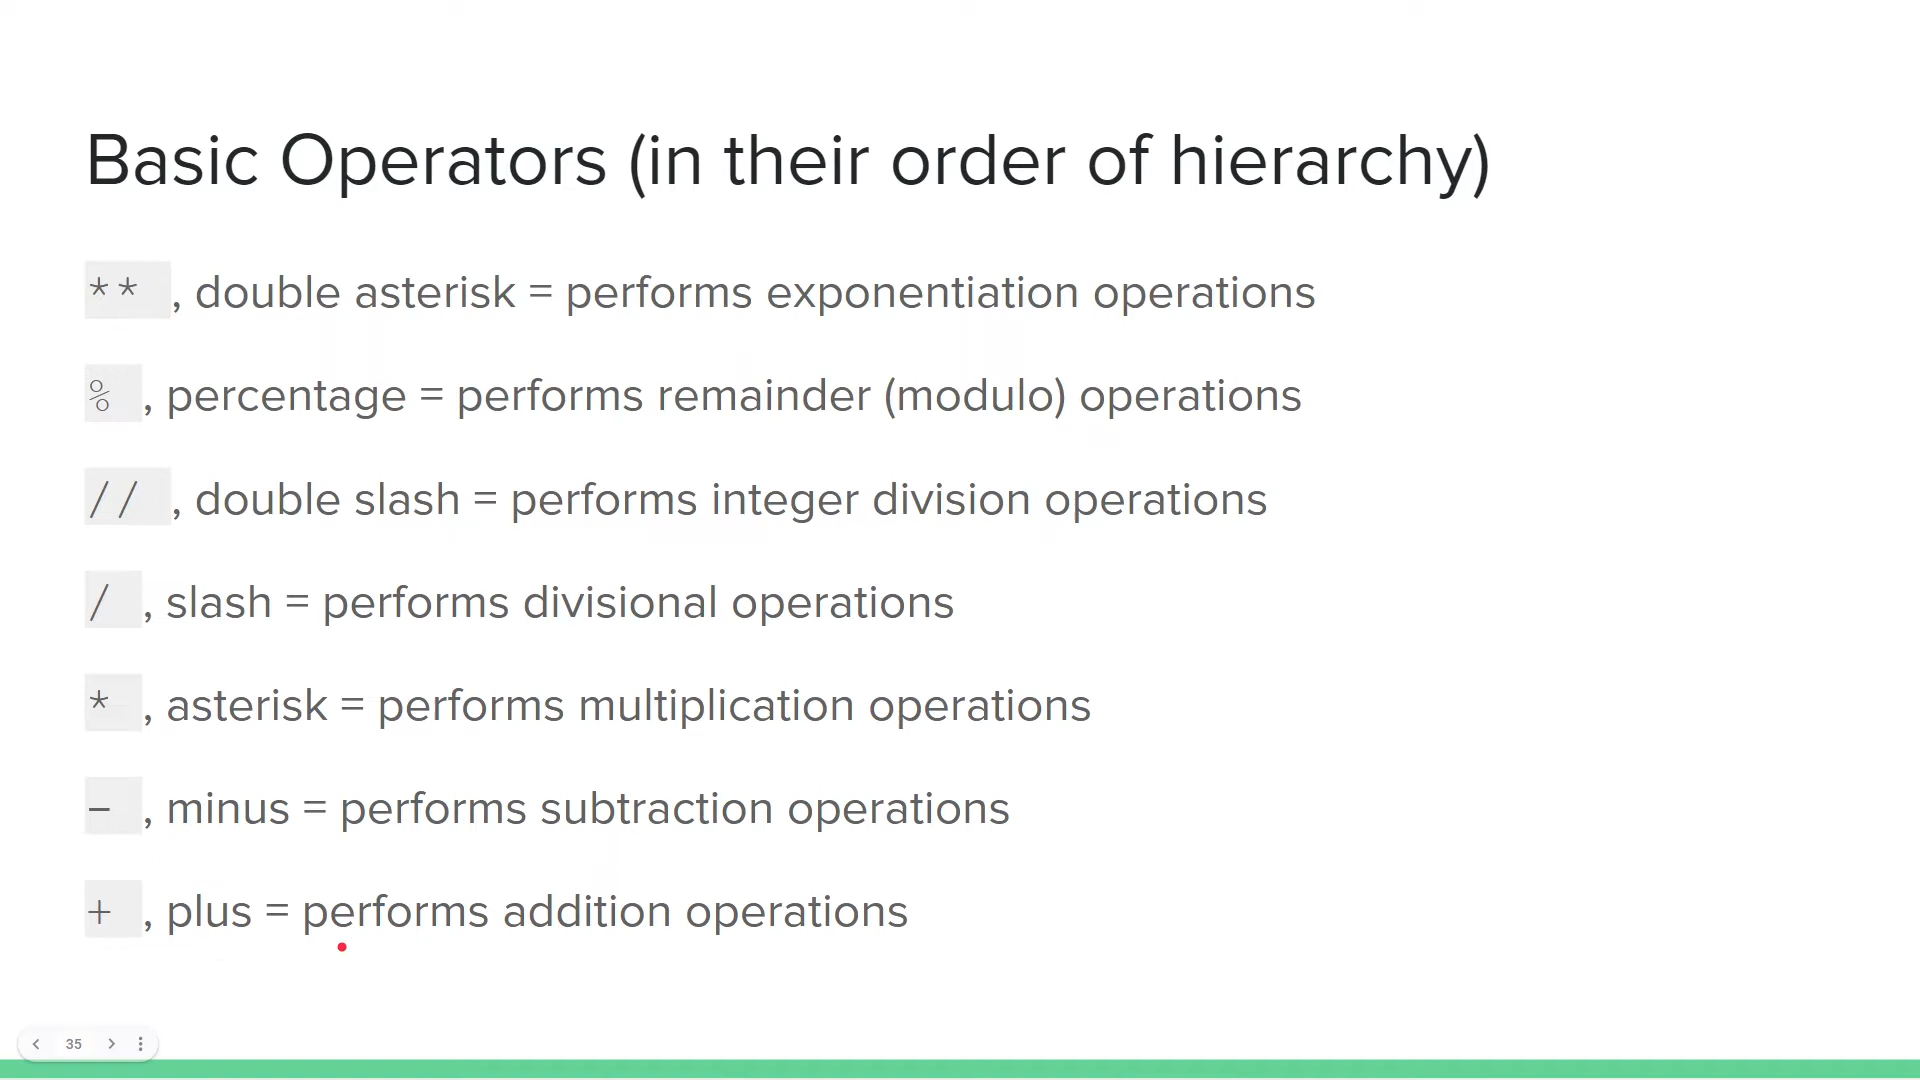 Basic Operators (in their order of hierarchy)
** , double asterisk = performs exponentiation operations
% , percentage = performs remainder (modulo) operations
// , double slash = performs integer division operations
/ , slash = performs divisional operations
* , asterisk = performs multiplication operations
- , minus = performs subtraction operations
+ , plus = performs addition operations
35